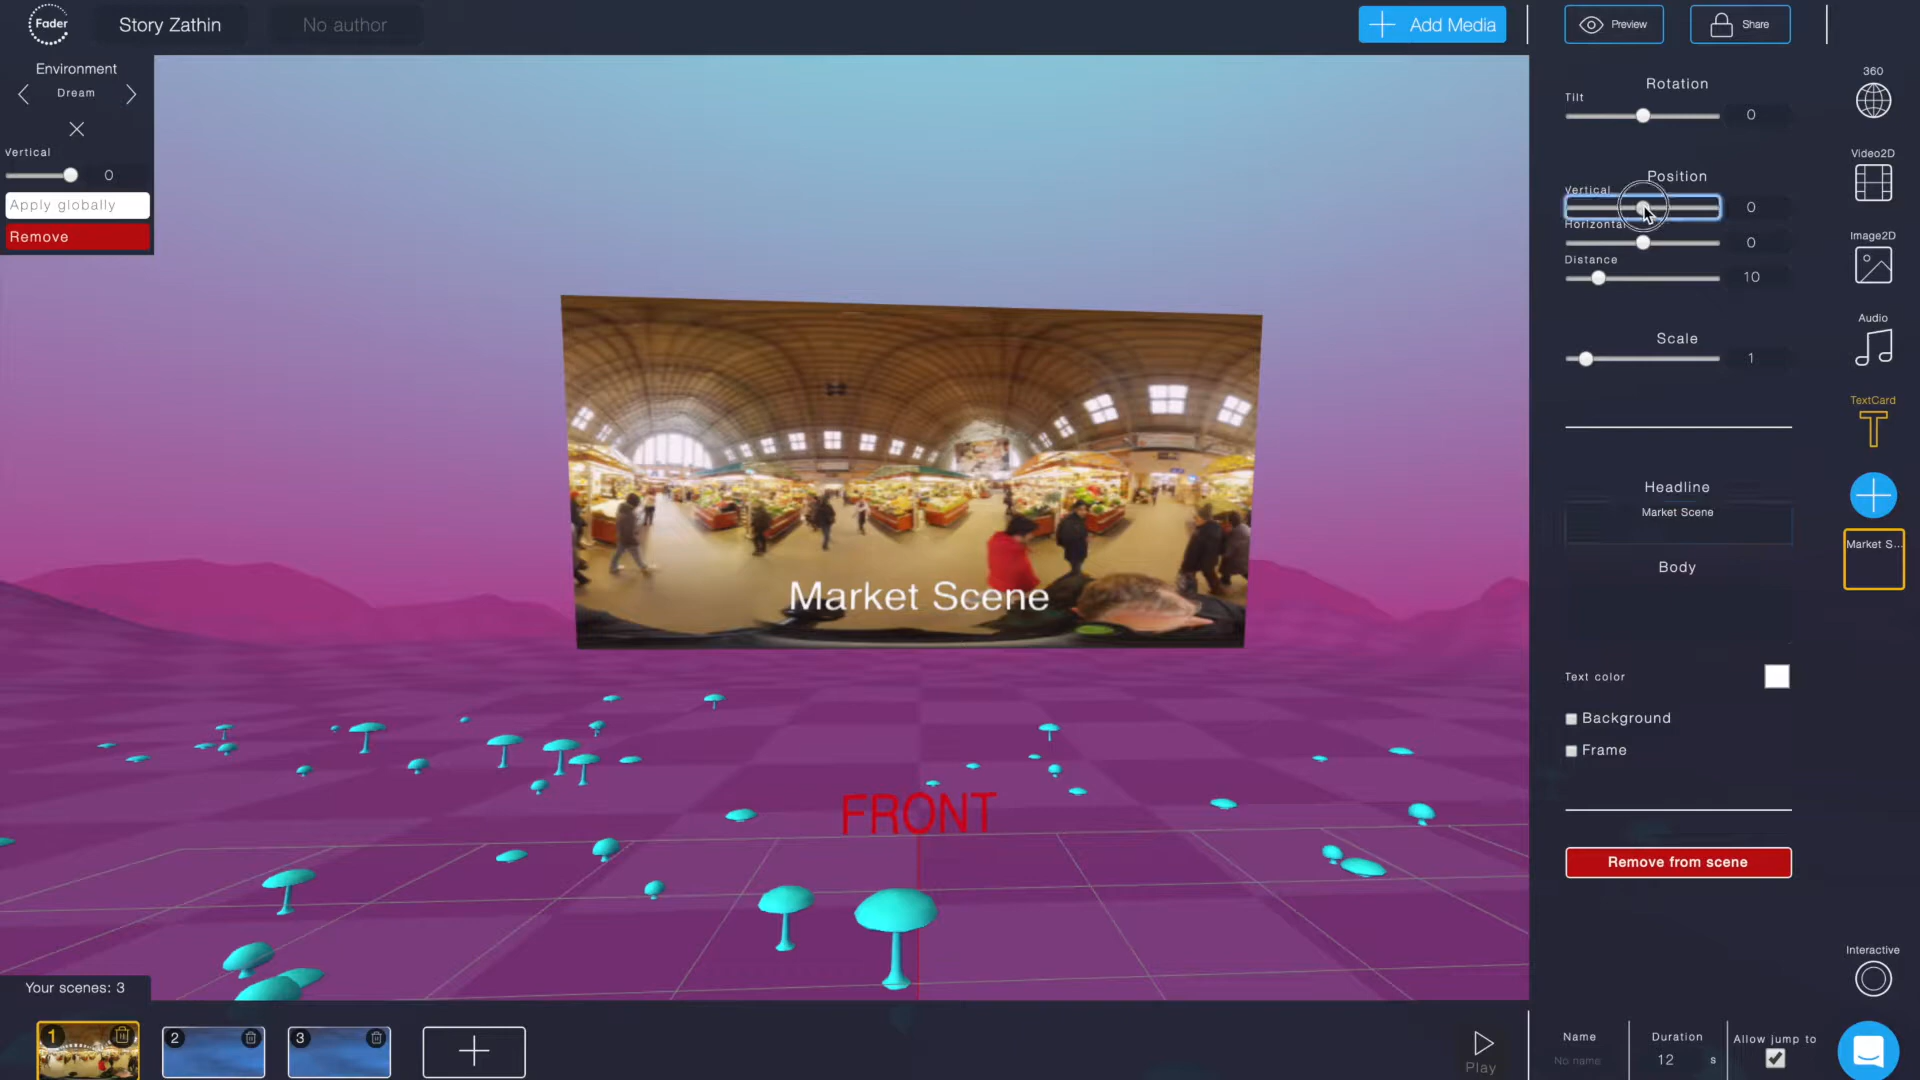 Fader
Story Zathin
No author
Add Media
Preview
Share
Environment
Dream
Vertical
0
Apply globally
Remove
Rotation
Tilt
0
Position
Vertical
0
Horizontal
0
Distance
10
Scale
1
Headline
Market Scene
Body
Text color
Background
Frame
Remove from scene
360
Video2D
Image2D
Audio
TextCard
T
Market S...
Interactive
Market Scene
FRONT
Your scenes: 3
1
2
3
Play
Name
No name
Duration
12 s
Allow jump to